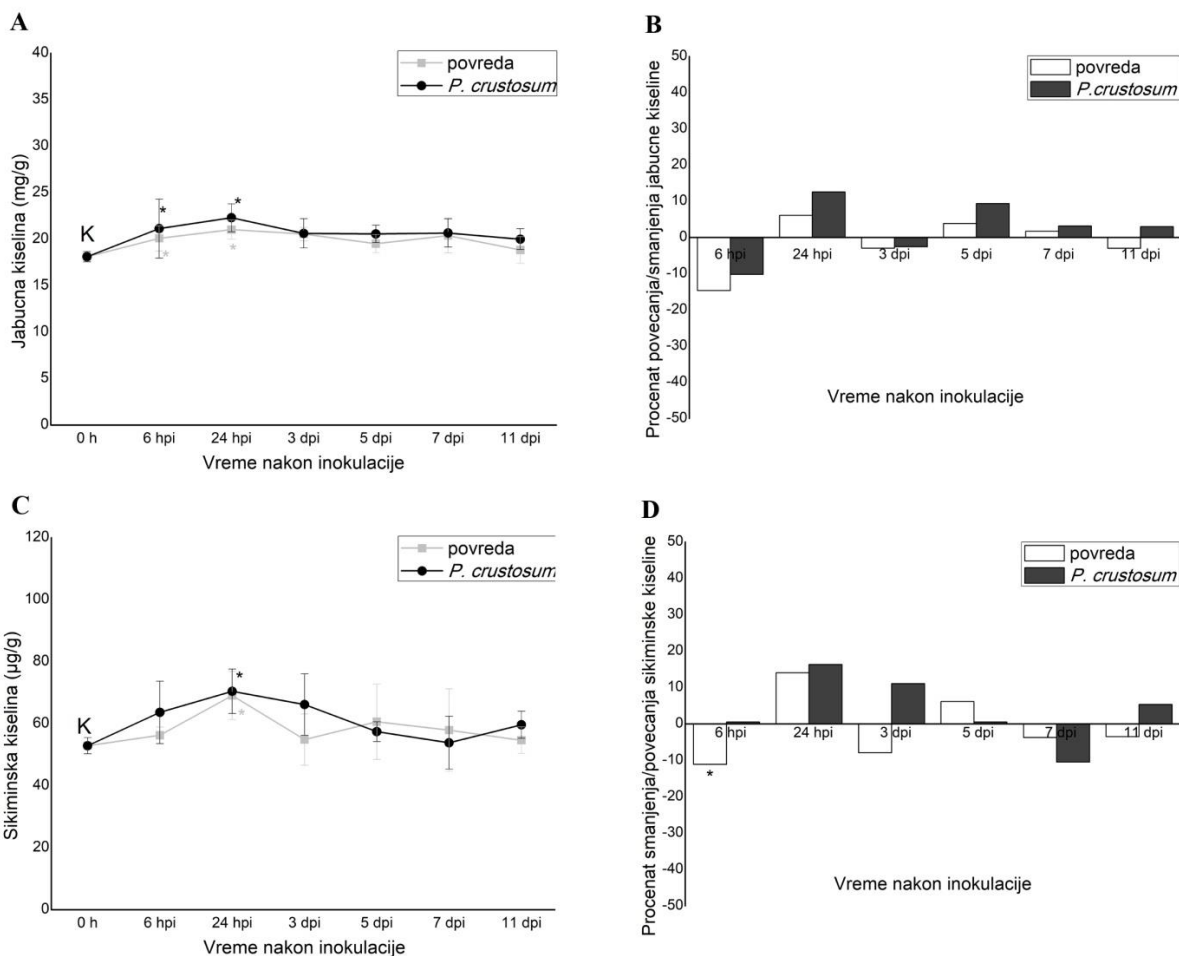 A
40
35
30
25
20
15
10
5
0
Jabucna kiselina (mg/g)
povreda
P. crustosum
K
*
*
*
*
0 h 6 hpi 24 hpi 3 dpi 5 dpi 7 dpi 11 dpi
Vreme nakon inokulacije
B
50
40
30
20
10
0
-10
-20
-30
-40
-50
Procenat povecanja/smanjenja jabucne kiseline
povreda
P.crustosum
6 hpi 24 hpi 3 dpi 5 dpi 7 dpi 11 dpi
Vreme nakon inokulacije
C
120
100
80
60
40
20
0
Sikiminska kiselina (µg/g)
povreda
P. crustosum
K
*
*
0 h 6 hpi 24 hpi 3 dpi 5 dpi 7 dpi 11 dpi
Vreme nakon inokulacije
D
50
40
30
20
10
0
-10
-20
-30
-40
-50
Procenat smanjenja/povecanja sikiminske kiseline
povreda
P. crustosum
6 hpi 24 hpi 3 dpi 5 dpi 7 dpi 11 dpi
*
Vreme nakon inokulacije